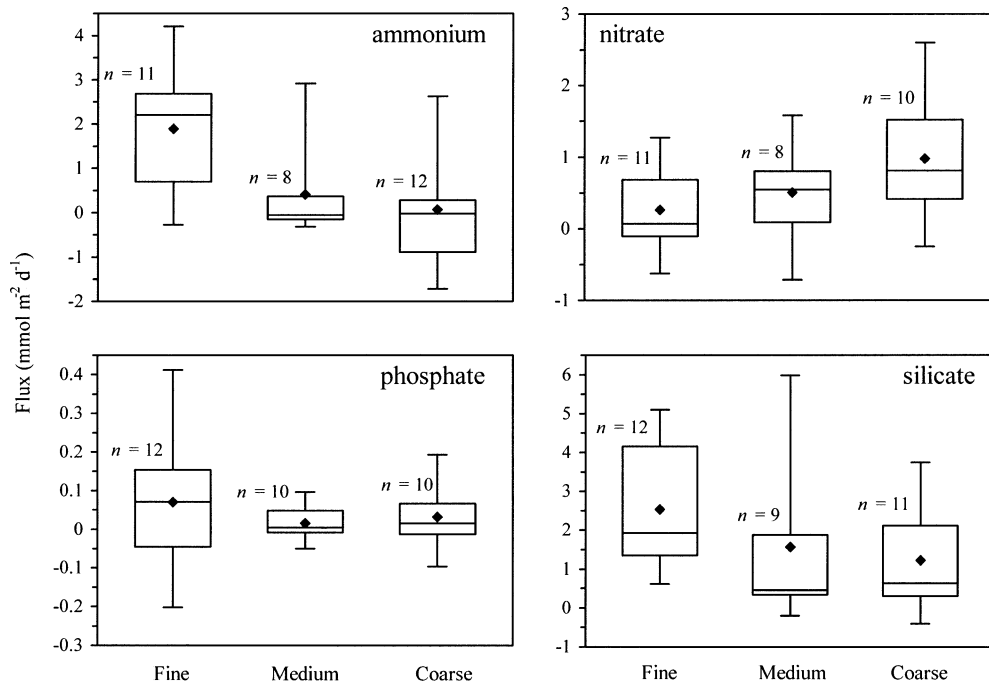 Flux (mmol m-2 d-1)
ammonium
5
4
3
2
1
0
-1
-2
n = 11
n = 8
n = 12
nitrate
3
2
1
0
-1
n = 11
n = 8
n = 10
phosphate
0.4
0.3
0.2
0.1
0
-0.1
-0.2
-0.3
n = 12
n = 10
n = 10
Fine Medium Coarse
silicate
6
5
4
3
2
1
0
-1
n = 12
n = 9
n = 11
Fine Medium Coarse